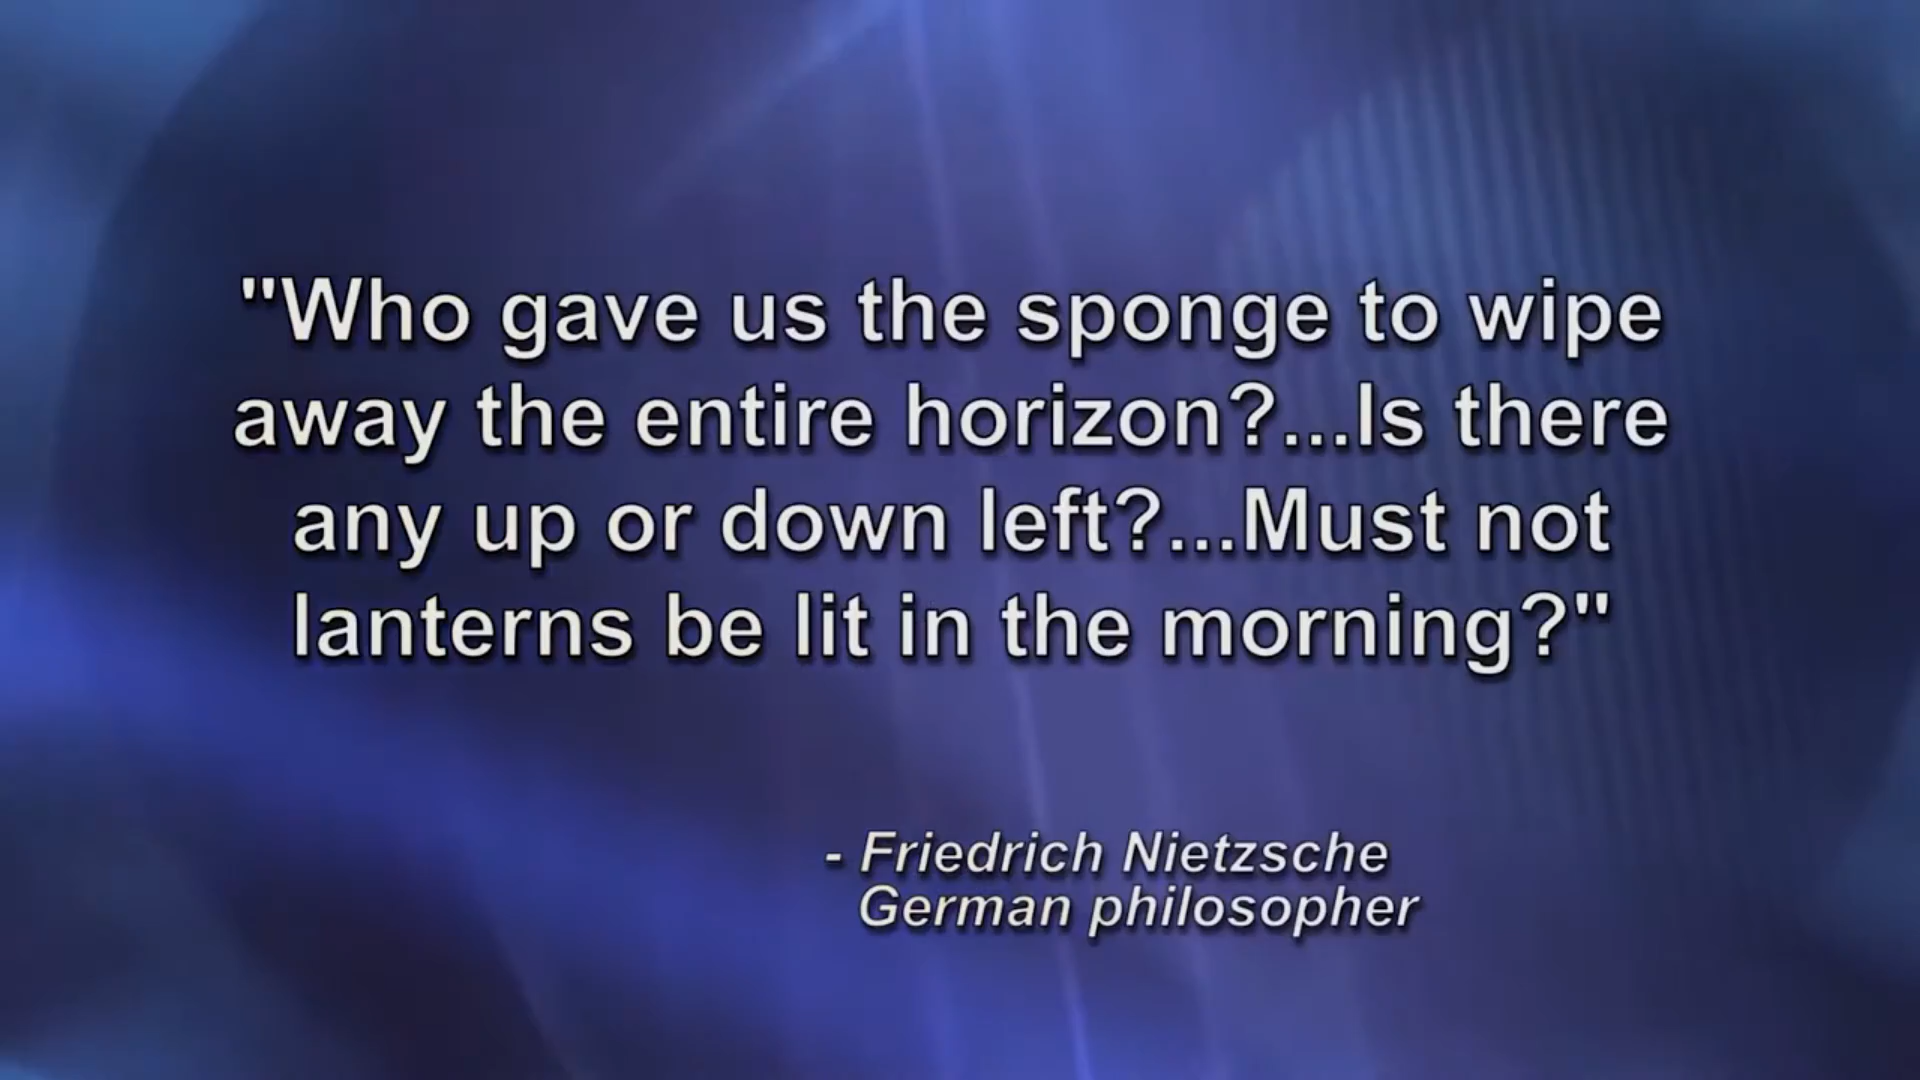 "Who gave us the sponge to wipe
away the entire horizon?...Is there
any up or down left?...Must not
lanterns be lit in the morning?"
- Friedrich Nietzsche
German philosopher